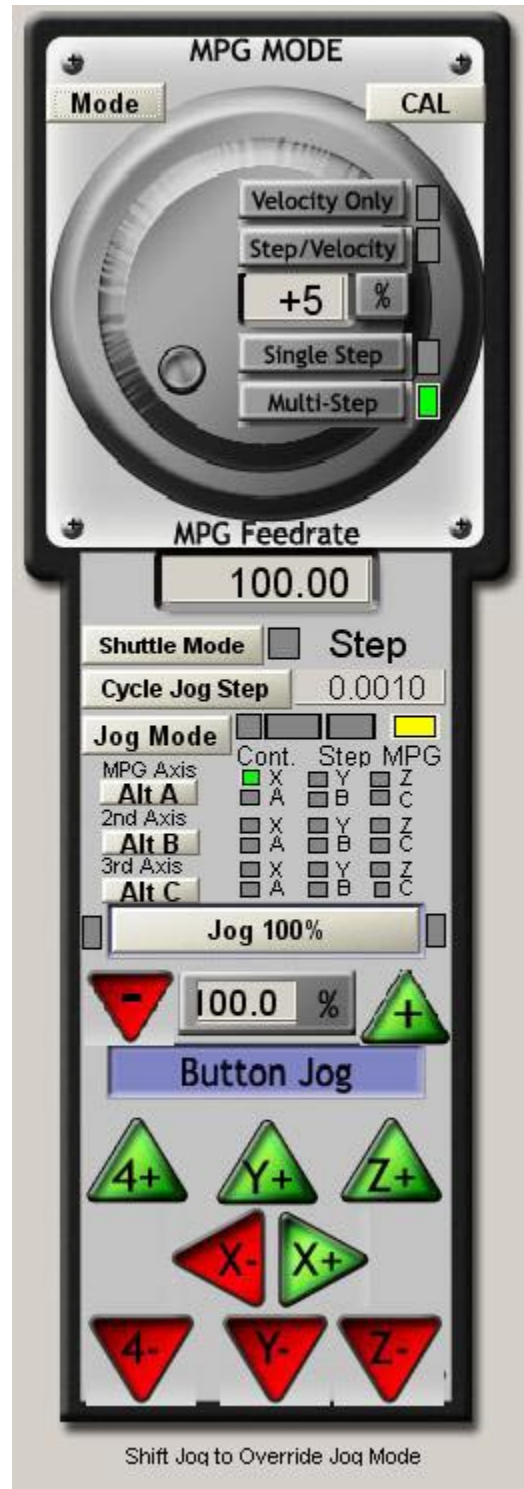 MPG MODE
Mode CAL
Velocity Only
Step/Velocity
+5 %
Single Step
Multi-Step
MPG Feedrate
100.00
Shuttle Mode Step
Cycle Jog Step 0.0010
Jog Mode
Cont. Step MPG
MPG Axis X Y Z
Alt A A B C
2nd Axis
Alt B X Y Z
A B C
3rd Axis X Y Z
Alt C A B C
Jog 100%
- 100.0 % +
Button Jog
4+ Y+ Z+
X- X+
4- Y- Z-
Shift Jog to Override Jog Mode